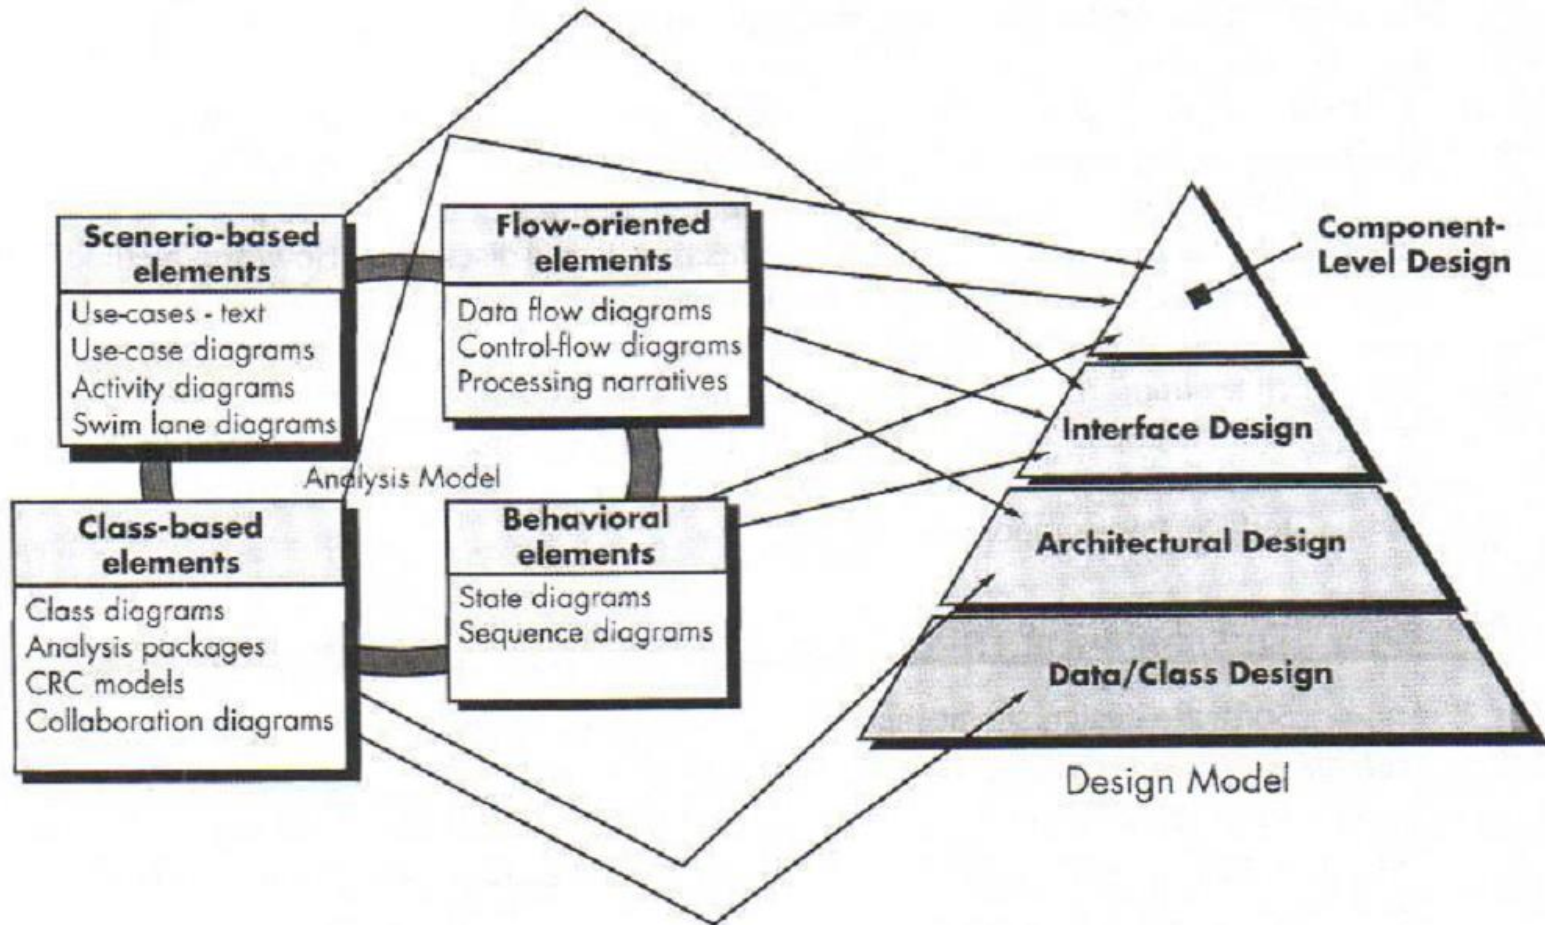 Scenerio-based
elements
Use-cases - text
Use-case diagrams
Activity diagrams
Swim lane diagrams
Flow-oriented
elements
Data flow diagrams
Control-flow diagrams
Processing narratives
Analysis Model
Class-based
elements
Class diagrams
Analysis packages
CRC models
Collaboration diagrams
Behavioral
elements
State diagrams
Sequence diagrams
Component-
Level Design
Interface Design
Architectural Design
Data/Class Design
Design Model